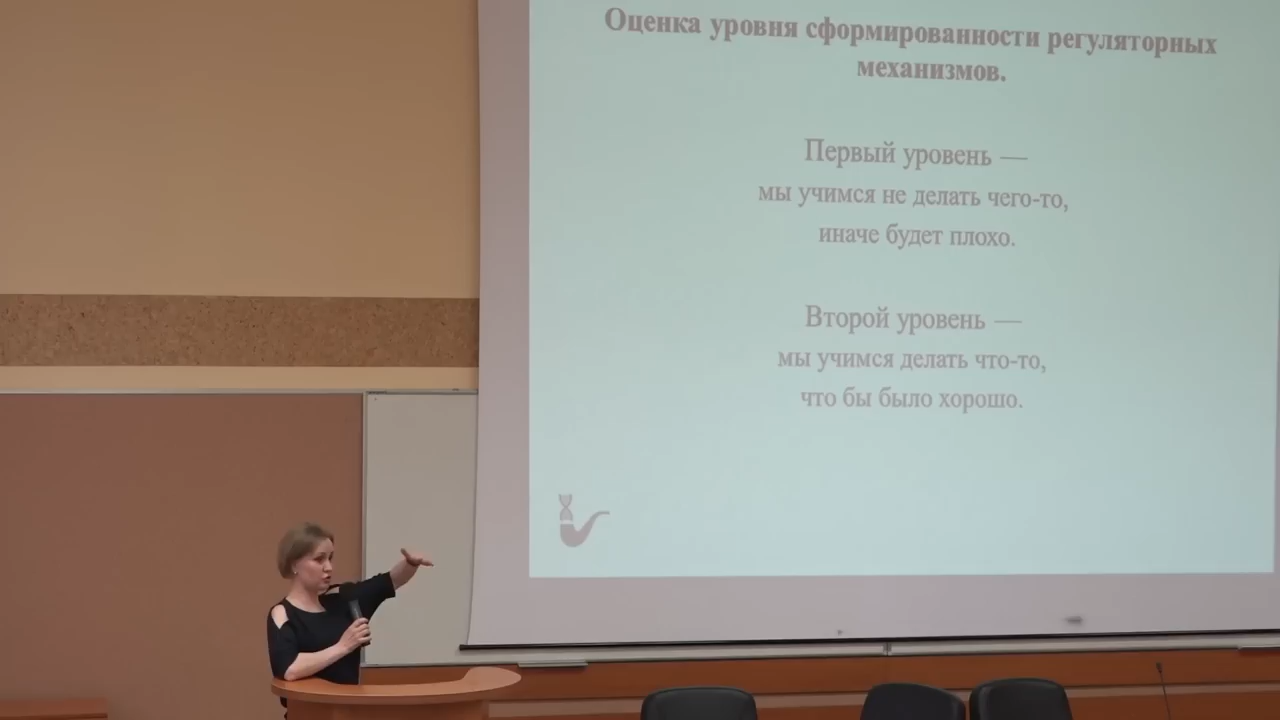 Оценка уровня сформированности регуляторных
механизмов.
Первый уровень —
мы учимся не делать чего-то,
иначе будет плохо.
Второй уровень —
мы учимся делать что-то,
что бы было хорошо.